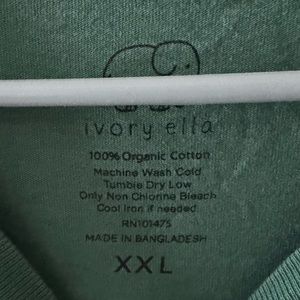 ivory ella
100% Organic Cotton
Machine Wash Cold
Tumble Dry Low
Only Non Chlorine Bleach
Cool Iron if needed
RN101475
MADE IN BANGLADESH
XXL